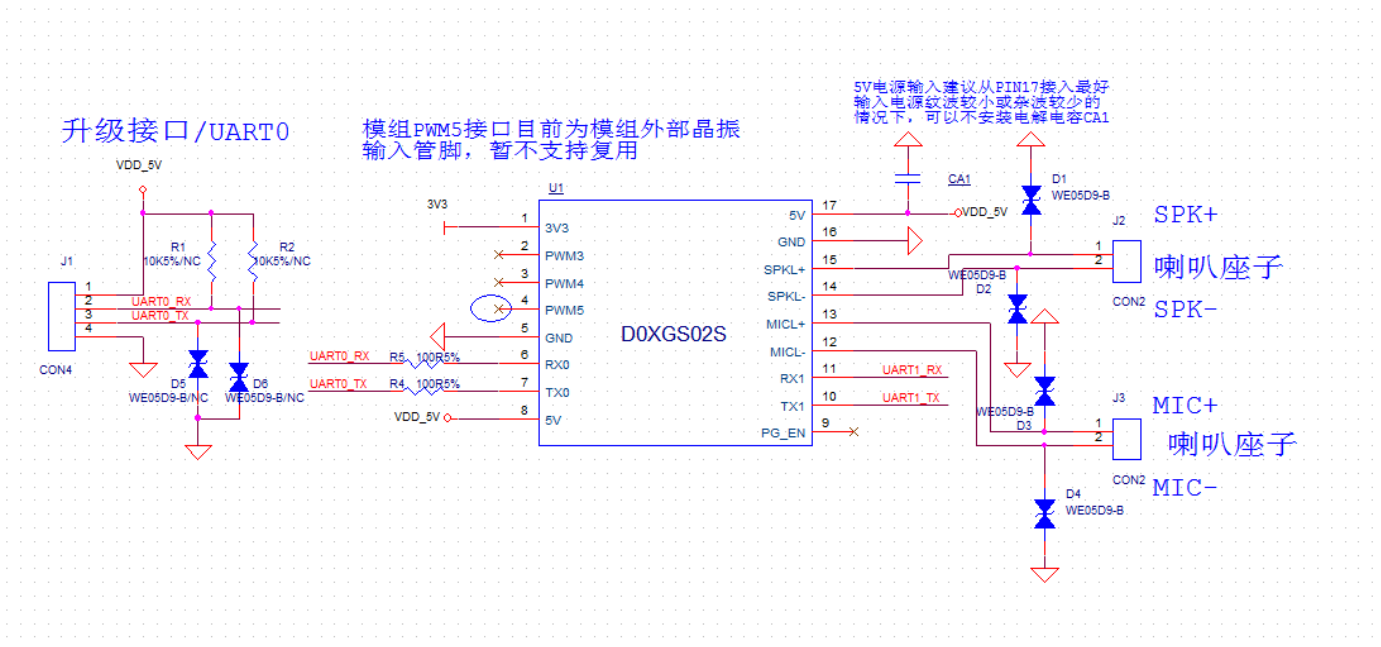 5V电源输入建议从PIN17接入最好
输入电源纹波较小或杂波较少的
情况下，可以不安装电解电容CA1
升级接口/UART0
模组PWM5接口目前为模组外部晶振
输入管脚，暂不支持复用
VDD_5V
R1
10K5%/NC
R2
10K5%/NC
J1
1
2
3
4
UART0_RX
UART0_TX
CON4
D5
WE05D9-B/NC
D6
WE05D9-B/NC
3V3
U1
1
2
3
4
5
6
7
8
3V3
PWM3
PWM4
PWM5
GND
RX0
TX0
5V
UART0_RX
R5
100R5%
UART0_TX
R4
100R5%
VDD_5V
D0XGS02S
5V
GND
SPKL+
SPKL-
MICL+
MICL-
RX1
TX1
PG_EN
17
16
15
14
13
12
11
10
9
CA1
VDD_5V
UART1_RX
UART1_TX
D1
WE05D9-B
WE05D9-B
D2
J2
1
2
CON2
SPK+
喇叭座子
SPK-
WE05D9-B
D3
J3
1
2
CON2
MIC+
喇叭座子
MIC-
D4
WE05D9-B